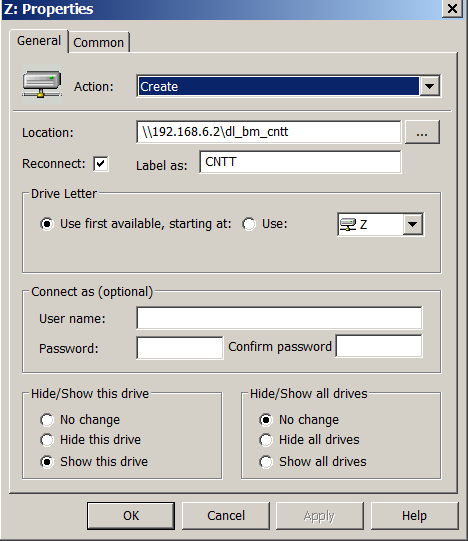 Z: Properties
General Common
Action: Create
Location: \\192.168.6.2\dl_bm_cntt ...
Reconnect: Label as: CNTT
Drive Letter
Use first available, starting at: Use: Z
Connect as (optional)
User name:
Password: Confirm password
Hide/Show this drive Hide/Show all drives
No change No change
Hide this drive Hide all drives
Show this drive Show all drives
OK Cancel Apply Help